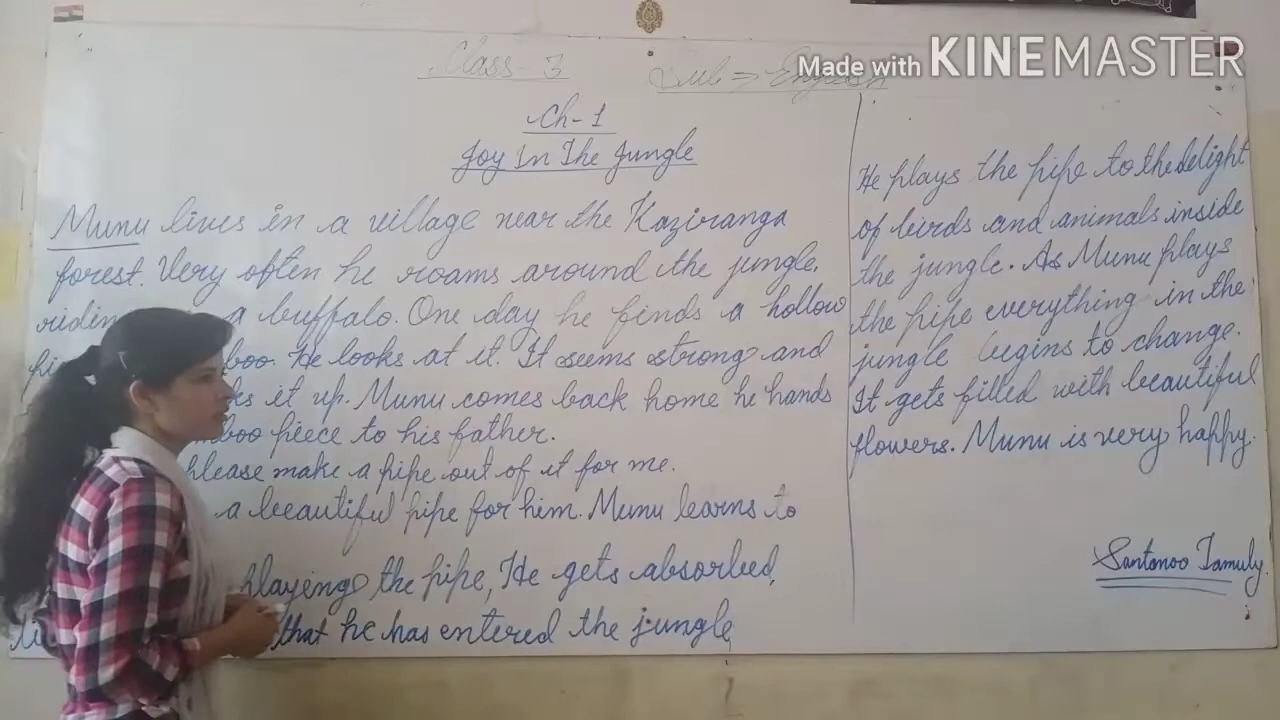 Made with KINEMASTER
Class-3
Sub => English
Ch-1
Joy In The Jungle
Munu lives in a village near the Kaziranga
forest. Very often he roams around the jungle,
a buffalo. One day he finds a hollow
He looks at it. It seems strong and
it up. Munu comes back home he hands
piece to his father.
please make a pipe out of it for me.
a beautiful pipe for him. Munu learns to
playing the pipe, He gets absorbed,
that he has entered the jungle
He plays the pipe to the delight
of birds and animals inside
the jungle. As Munu plays
the pipe everything in the
jungle begins to change.
It gets filled with beautiful
flowers. Munu is very happy.
Santonoo Tamuly.